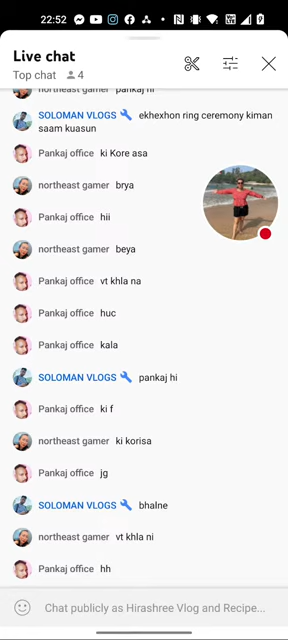 22:52
Live chat
Top chat 4
northeast gamer pankaj hi
SOLOMAN VLOGS ekhexhon ring ceremony kiman
saam kuasun
Pankaj office ki Kore asa
northeast gamer brya
Pankaj office hii
northeast gamer beya
Pankaj office vt khla na
Pankaj office huc
Pankaj office kala
SOLOMAN VLOGS pankaj hi
Pankaj office ki f
northeast gamer ki korisa
Pankaj office jg
SOLOMAN VLOGS bhalne
northeast gamer vt khla ni
Pankaj office hh
Chat publicly as Hirashree Vlog and Recipe...